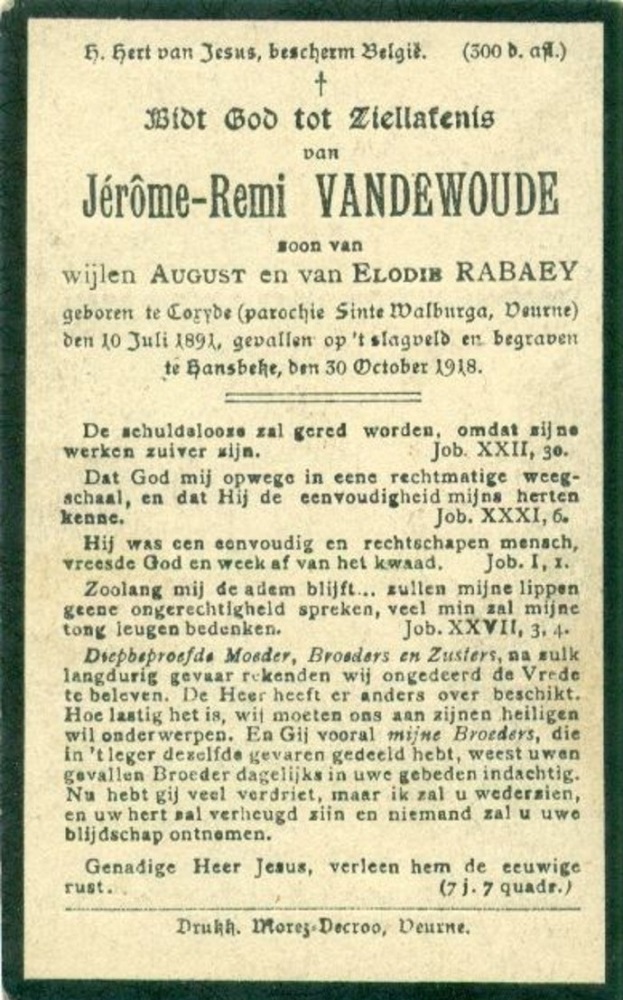 H. Hert van Jesus, bescherm België. (300 d. afl.)
†
Bidt God tot Ziellafenis
van
Jérôme-Remi VANDEWOUDE
zoon van
wijlen AUGUST en van ELODIE RABAEY
geboren te Coxyde (parochie Sinte Walburga, Veurne)
den 10 Juli 1891, gevallen op 't slagveld en begraven
te Hansbeke, den 30 October 1918.
De schuldelooze zal gered worden, omdat zijne
werken zuiver zijn. Job. XXII, 30.
Dat God mij opwege in eene rechtmatige weeg-
schaal, en dat Hij de eenvoudigheid mijns herten
kenne. Job. XXXI, 6.
Hij was een eenvoudig en rechtschapen mensch,
vreesde God en week af van het kwaad. Job. I, 1.
Zoolang mij de adem blijft... zullen mijne lippen
geene ongerechtigheid spreken, veel min zal mijne
tong leugen bedenken. Job. XXVII, 3, 4.
Diepbeproefde Moeder, Broeders en Zusters, na zulk
langdurig gevaar rekenden wij ongedeerd de Vrede
te beleven. De Heer heeft er anders over beschikt.
Hoe lastig het is, wij moeten ons aan zijnen heiligen
wil onderwerpen. En Gij vooral mijne Broeders, die
in 't leger dezelfde gevaren gedeeld hebt, weest uwen
gevallen Broeder dagelijks in uwe gebeden indachtig.
Nu hebt gij veel verdriet, maar ik zal u wederzien,
en uw hert zal verheugd zijn en niemand zal u uwe
blijdschap ontnemen.
Genadige Heer Jesus, verleen hem de eeuwige
rust. (7 j. 7 quadr.)
Drukk. Morez-Decroo, Veurne.